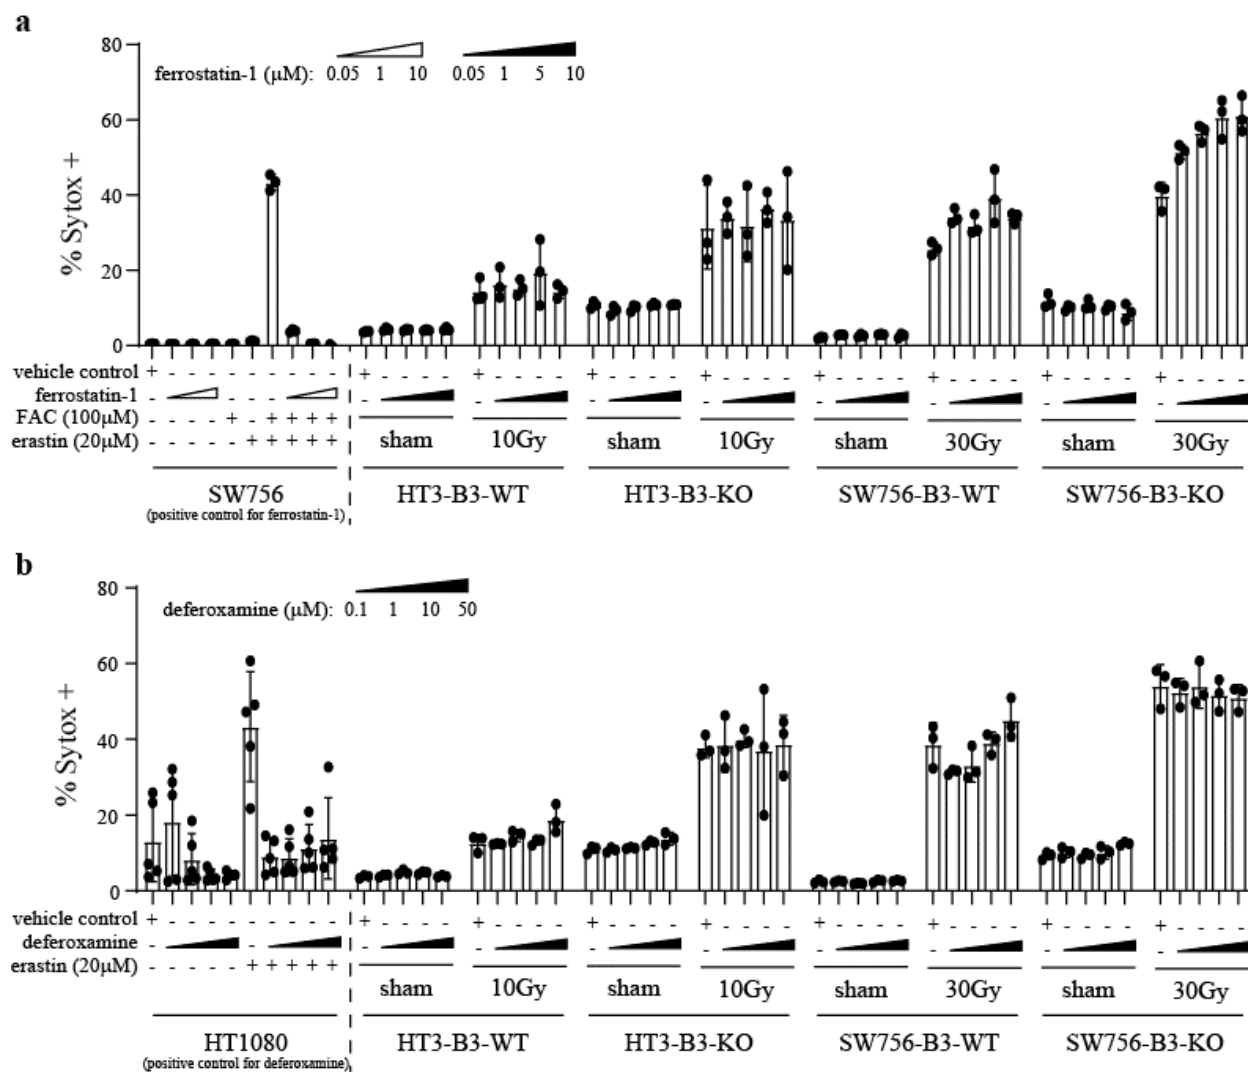 a
80
60
40
20
0
% Sytox +
ferrostatin-1 (μM): 0.05 1 10 0.05 1 5 10
vehicle control + - - - - - - - - - + - - - - + - - - - + - - - - + - - - - + - - - - + - - - - + - - - - + - - - -
ferrostatin-1 - - - - - - - - - - - - -
FAC (100μM) - - - - + - + + + +
erastin (20μM) - - - - - + + + + +
sham 10Gy sham 10Gy sham 30Gy sham 30Gy
SW756 HT3-B3-WT HT3-B3-KO SW756-B3-WT SW756-B3-KO
(positive control for ferrostatin-1)
b
80
60
40
20
0
% Sytox +
deferoxamine (μM): 0.1 1 10 50
vehicle control + - - - - - - - - - + - - - - + - - - - + - - - - + - - - - + - - - - + - - - - + - - - - + - - - -
deferoxamine - - - - - - - - - -
erastin (20μM) - - - - - + + + + +
sham 10Gy sham 10Gy sham 30Gy sham 30Gy
HT1080 HT3-B3-WT HT3-B3-KO SW756-B3-WT SW756-B3-KO
(positive control for deferoxamine)